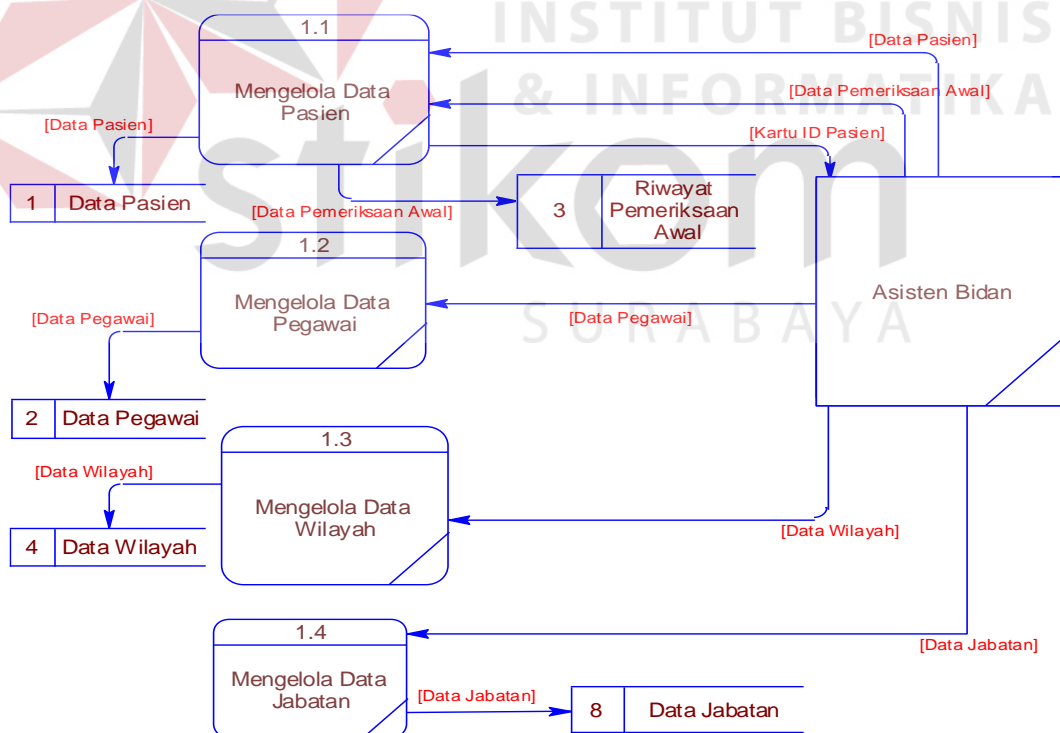 INSTITUT BISNIS
& INFORMATIKA
stikom
SURABAYA
1.1
Mengelola Data
Pasien
[Data Pasien]
[Data Pemeriksaan Awal]
[Kartu ID Pasien]
[Data Pasien]
1
Data Pasien
[Data Pemeriksaan Awal]
3
Riwayat
Pemeriksaan
Awal
1.2
Mengelola Data
Pegawai
Asisten Bidan
[Data Pegawai]
[Data Pegawai]
2
Data Pegawai
1.3
Mengelola Data
Wilayah
[Data Wilayah]
[Data Wilayah]
4
Data Wilayah
1.4
Mengelola Data
Jabatan
[Data Jabatan]
[Data Jabatan]
8
Data Jabatan